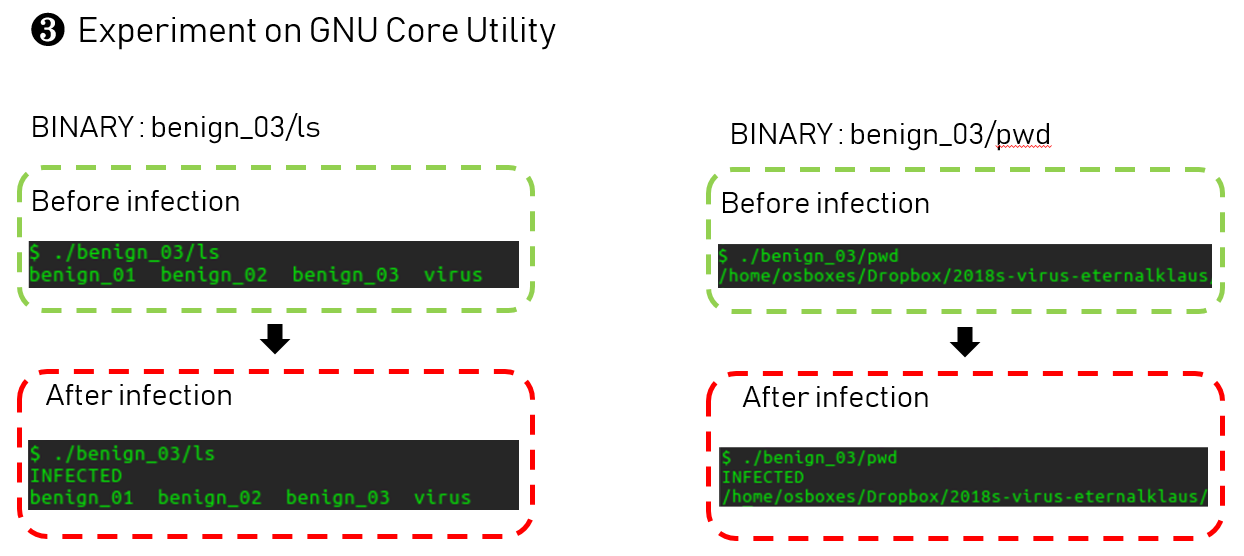 ❸ Experiment on GNU Core Utility
BINARY : benign_03/ls
Before infection
$ ./benign_03/ls
benign_01 benign_02 benign_03 virus
After infection
$ ./benign_03/ls
INFECTED
benign_01 benign_02 benign_03 virus
BINARY : benign_03/pwd
Before infection
$ ./benign_03/pwd
/home/osboxes/Dropbox/2018s-virus-eternalklaus/
After infection
$ ./benign_03/pwd
INFECTED
/home/osboxes/Dropbox/2018s-virus-eternalklaus/